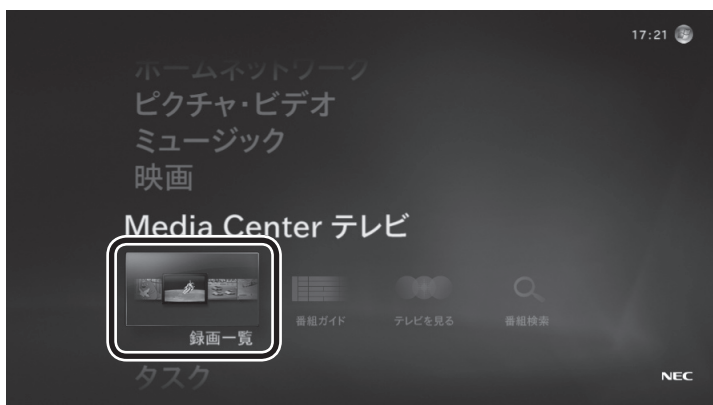 17:21
ホームネットワーク
ピクチャ・ビデオ
ミュージック
映画
Media Center テレビ
録画一覧
番組ガイド
テレビを見る
番組検索
タスク
NEC